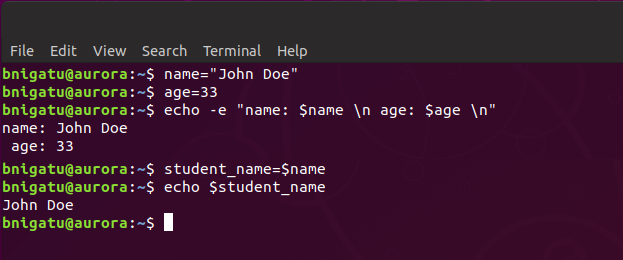 File Edit View Search Terminal Help
bnigatu@aurora:~$ name="John Doe"
bnigatu@aurora:~$ age=33
bnigatu@aurora:~$ echo -e "name: $name \n age: $age \n"
name: John Doe
 age: 33
bnigatu@aurora:~$ student_name=$name
bnigatu@aurora:~$ echo $student_name
John Doe
bnigatu@aurora:~$